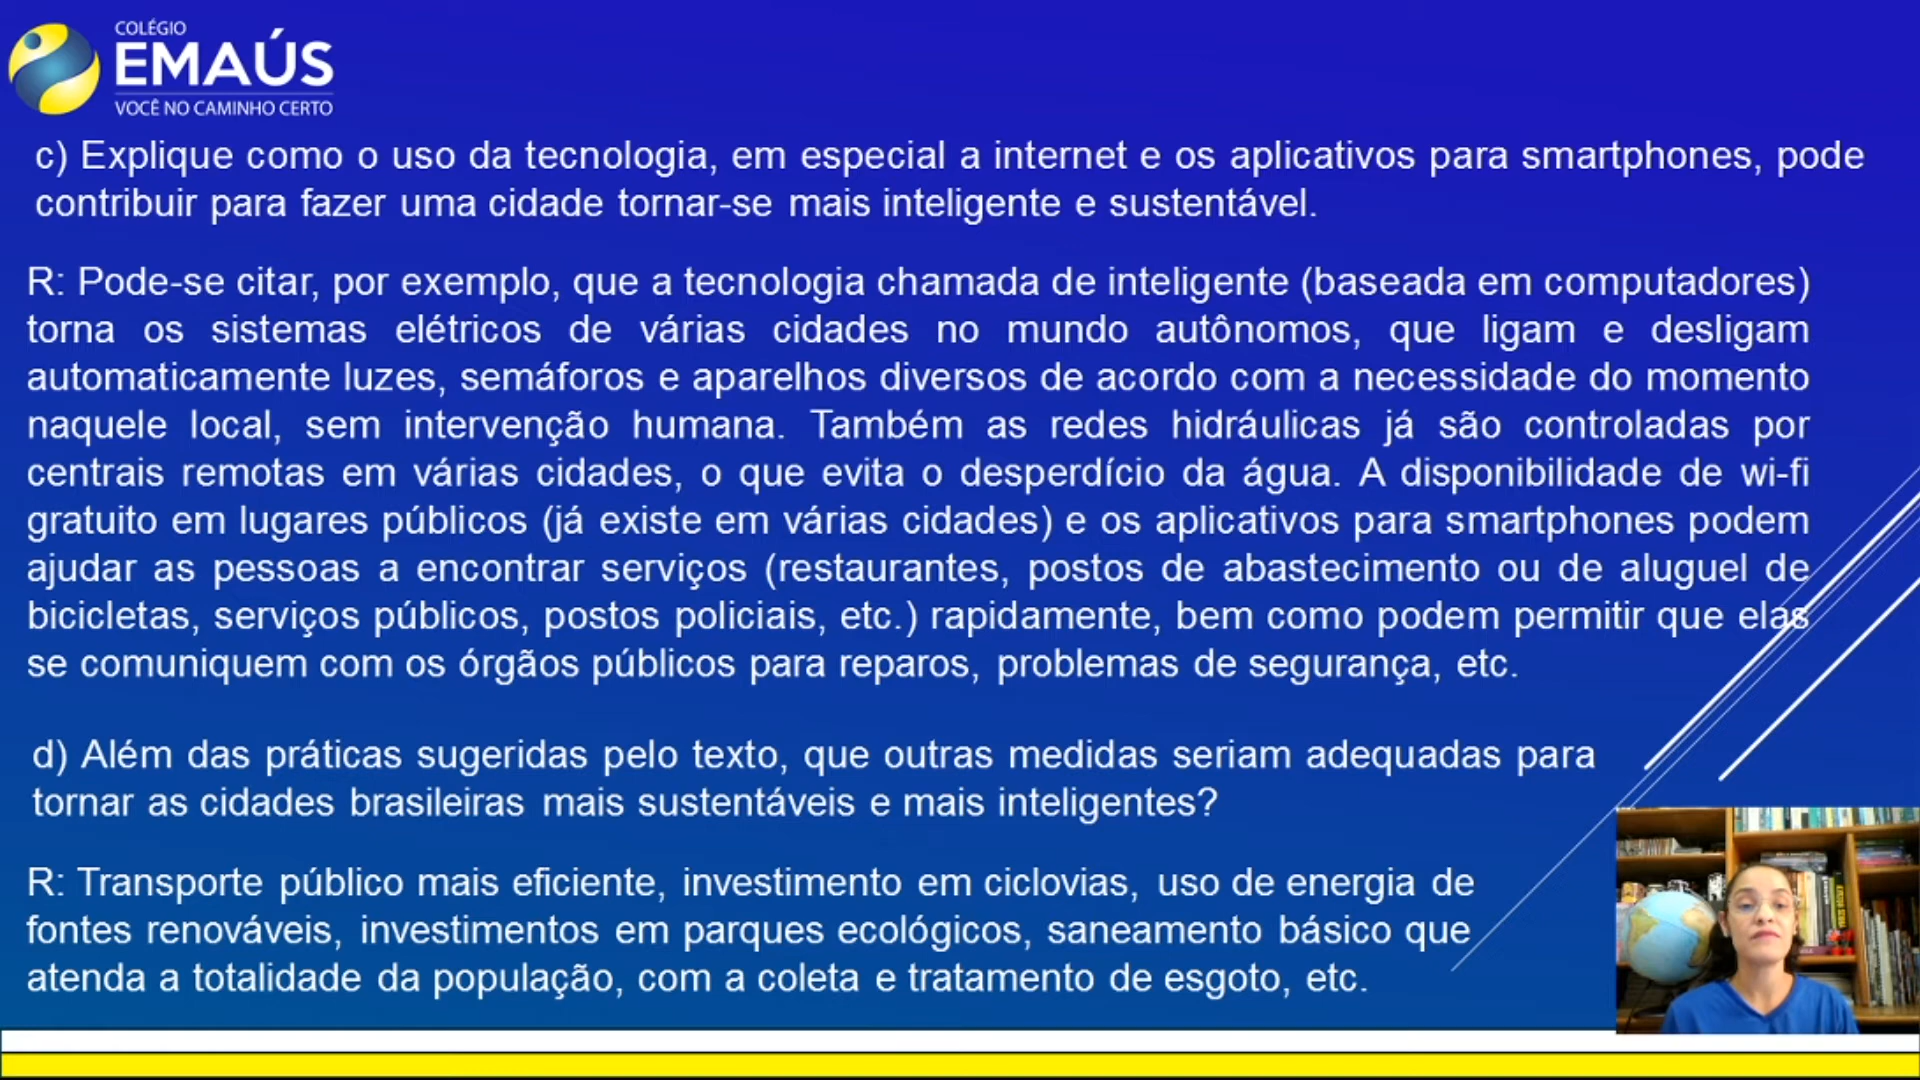 COLÉGIO
EMAÚS
VOCÊ NO CAMINHO CERTO
c) Explique como o uso da tecnologia, em especial a internet e os aplicativos para smartphones, pode
contribuir para fazer uma cidade tornar-se mais inteligente e sustentável.
R: Pode-se citar, por exemplo, que a tecnologia chamada de inteligente (baseada em computadores)
torna os sistemas elétricos de várias cidades no mundo autônomos, que ligam e desligam
automaticamente luzes, semáforos e aparelhos diversos de acordo com a necessidade do momento
naquele local, sem intervenção humana. Também as redes hidráulicas já são controladas por
centrais remotas em várias cidades, o que evita o desperdício da água. A disponibilidade de wi-fi
gratuito em lugares públicos (já existe em várias cidades) e os aplicativos para smartphones podem
ajudar as pessoas a encontrar serviços (restaurantes, postos de abastecimento ou de aluguel de
bicicletas, serviços públicos, postos policiais, etc.) rapidamente, bem como podem permitir que elas
se comuniquem com os órgãos públicos para reparos, problemas de segurança, etc.
d) Além das práticas sugeridas pelo texto, que outras medidas seriam adequadas para
tornar as cidades brasileiras mais sustentáveis e mais inteligentes?
R: Transporte público mais eficiente, investimento em ciclovias, uso de energia de
fontes renováveis, investimentos em parques ecológicos, saneamento básico que
atenda a totalidade da população, com a coleta e tratamento de esgoto, etc.